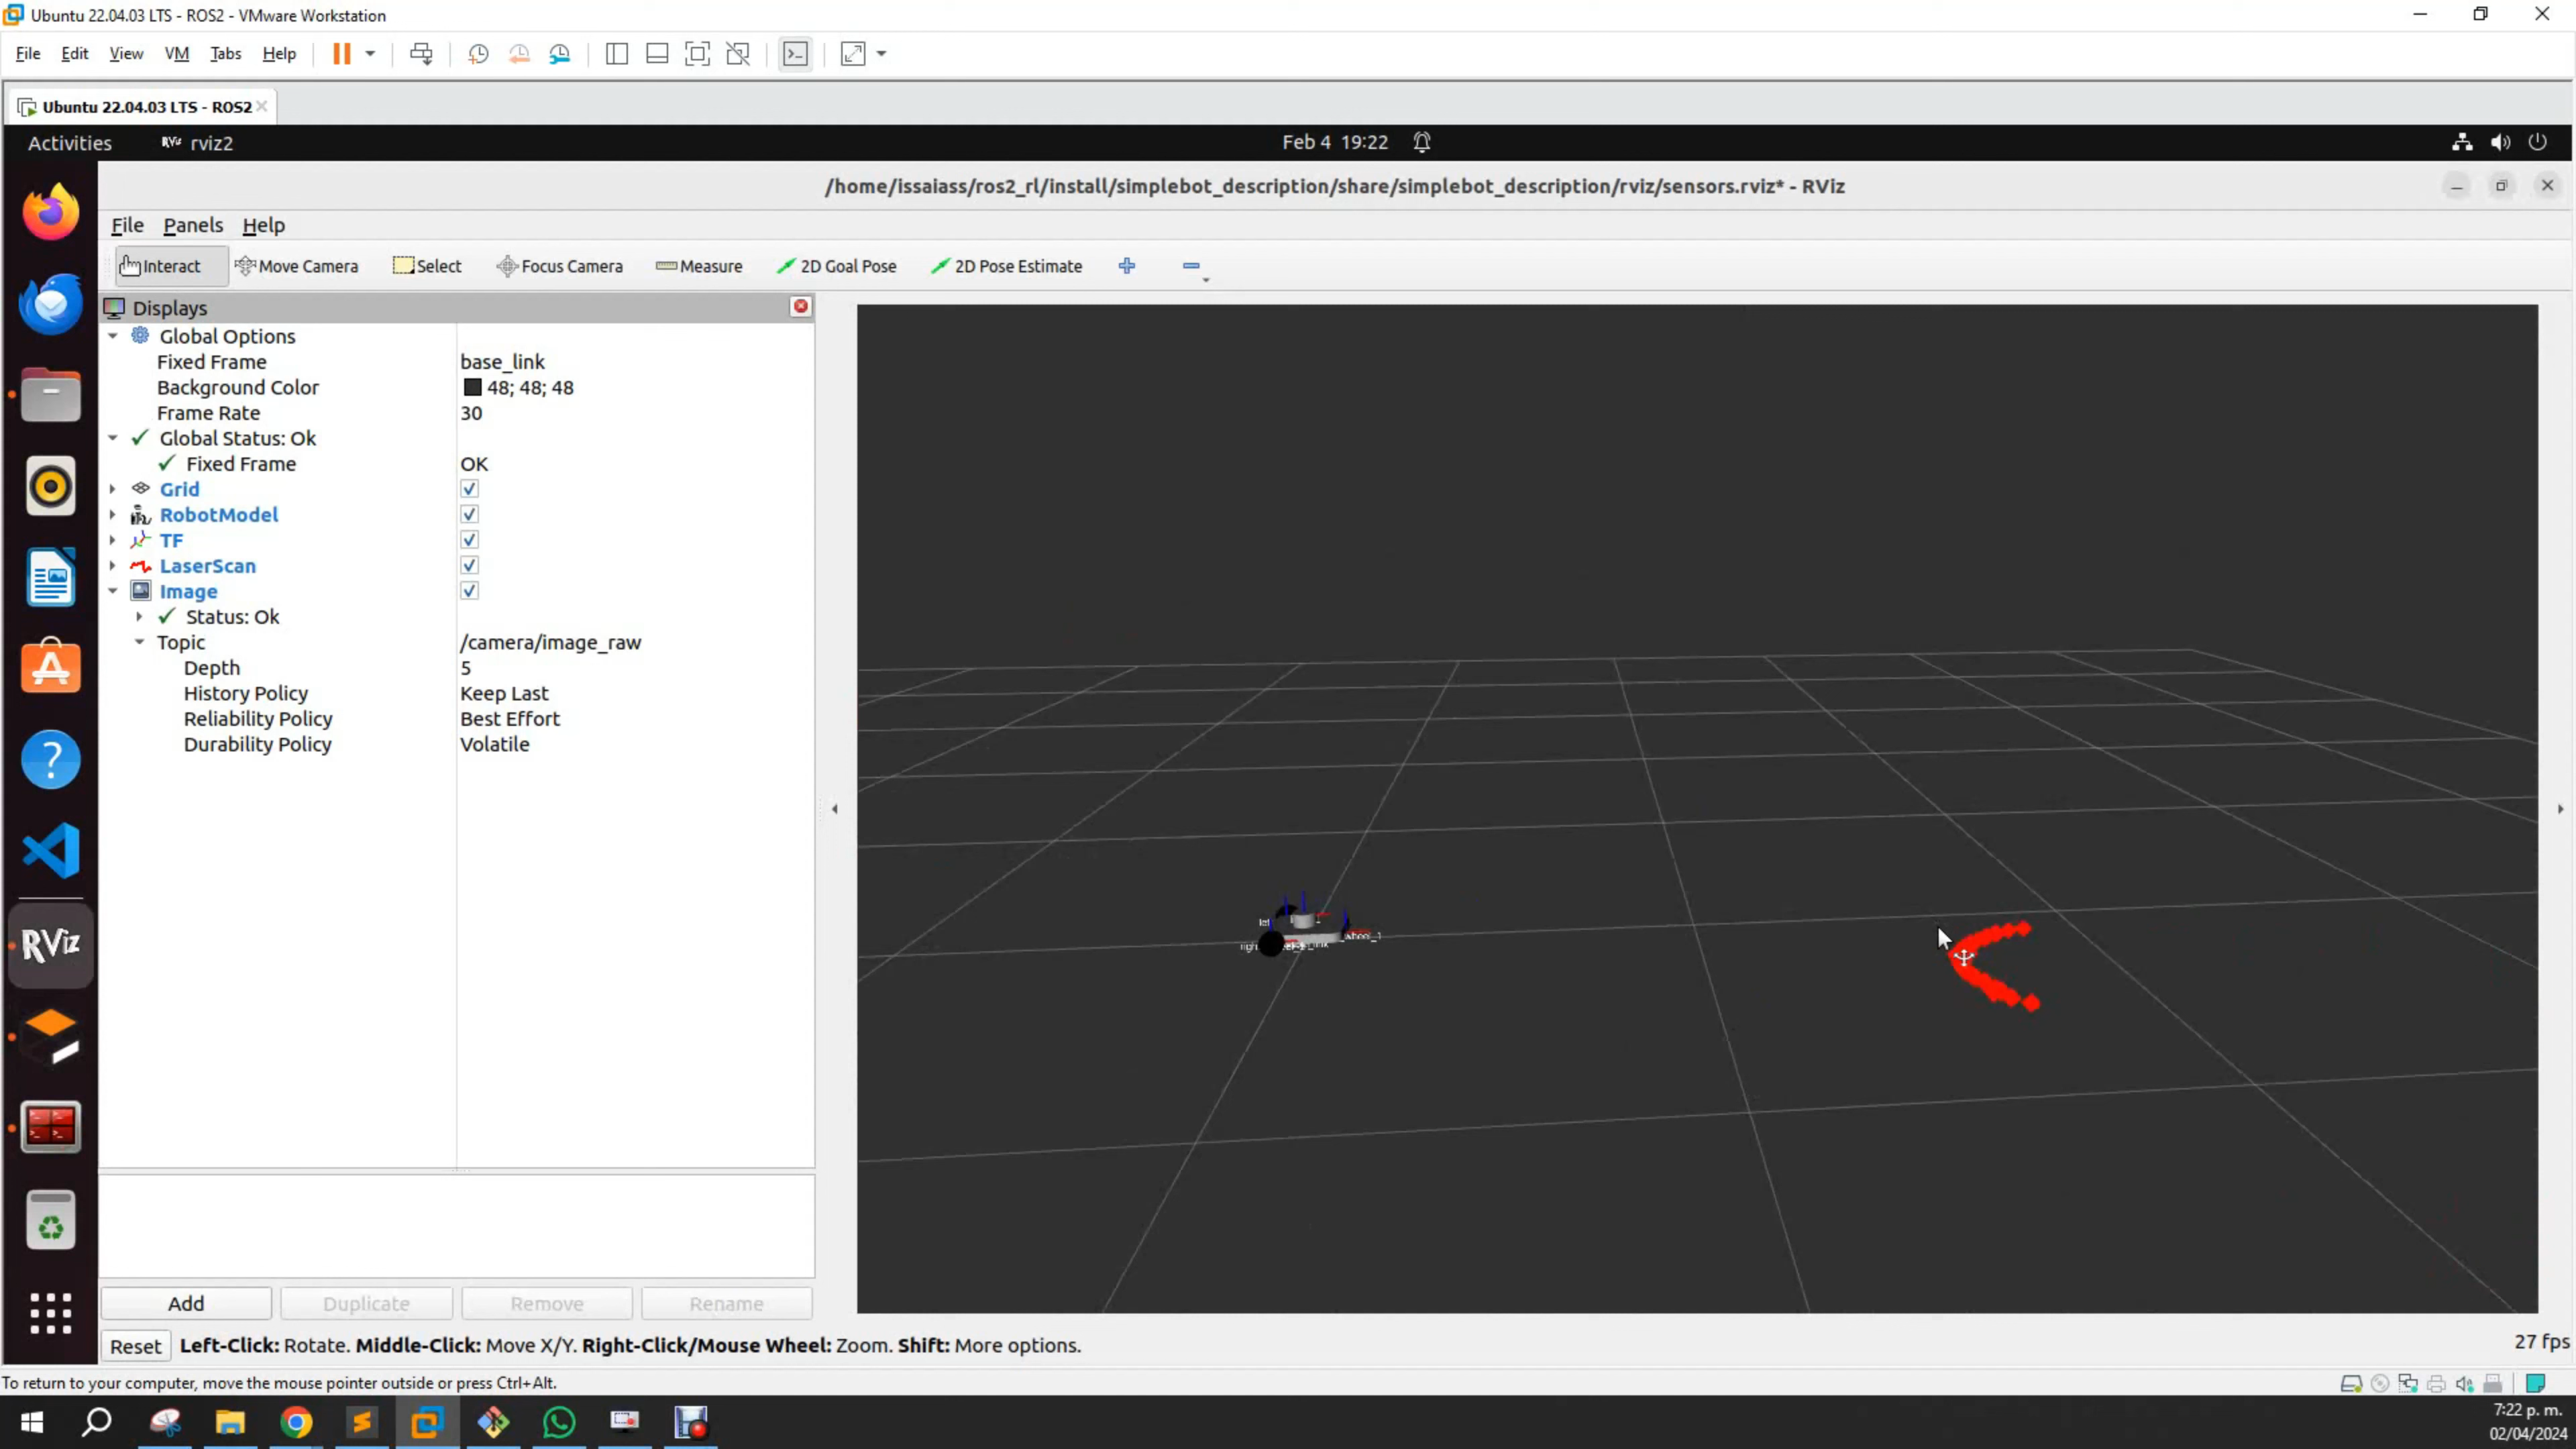 Ubuntu 22.04.03 LTS - ROS2 - VMware Workstation
File Edit View VM Tabs Help
Ubuntu 22.04.03 LTS - ROS2
Activities RViz rviz2 Feb 4 19:22
/home/issaiass/ros2_rl/install/simplebot_description/share/simplebot_description/rviz/sensors.rviz* - RViz
File Panels Help
Interact Move Camera Select Focus Camera Measure 2D Goal Pose 2D Pose Estimate
Displays
Global Options
Fixed Frame base_link
Background Color 48; 48; 48
Frame Rate 30
Global Status: Ok
Fixed Frame OK
Grid
RobotModel
TF
LaserScan
Image
Status: Ok
Topic /camera/image_raw
Depth 5
History Policy Keep Last
Reliability Policy Best Effort
Durability Policy Volatile
RViz
Add Duplicate Remove Rename
Reset Left-Click: Rotate. Middle-Click: Move X/Y. Right-Click/Mouse Wheel: Zoom. Shift: More options. 27 fps
To return to your computer, move the mouse pointer outside or press Ctrl+Alt.
7:22 p. m.
02/04/2024